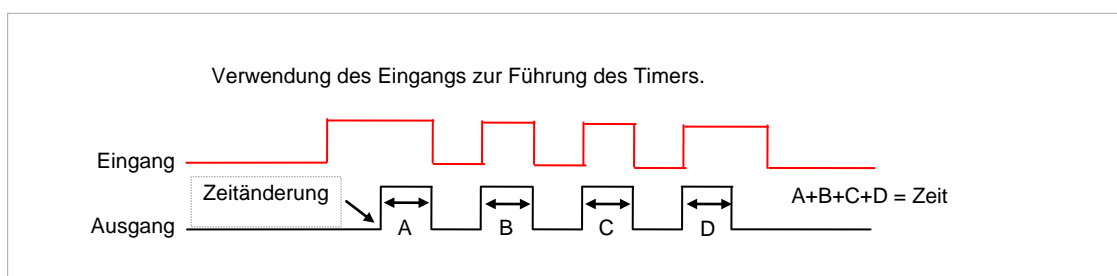 Verwendung des Eingangs zur Führung des Timers.
Eingang
Zeitänderung
A+B+C+D = Zeit
Ausgang
A
B
C
D